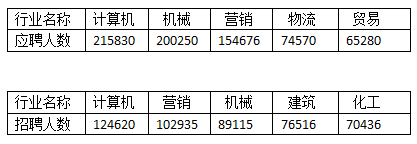 行业名称 计算机 机械 营销 物流 贸易
应聘人数 215830 200250 154676 74570 65280
行业名称 计算机 营销 机械 建筑 化工
招聘人数 124620 102935 89115 76516 70436